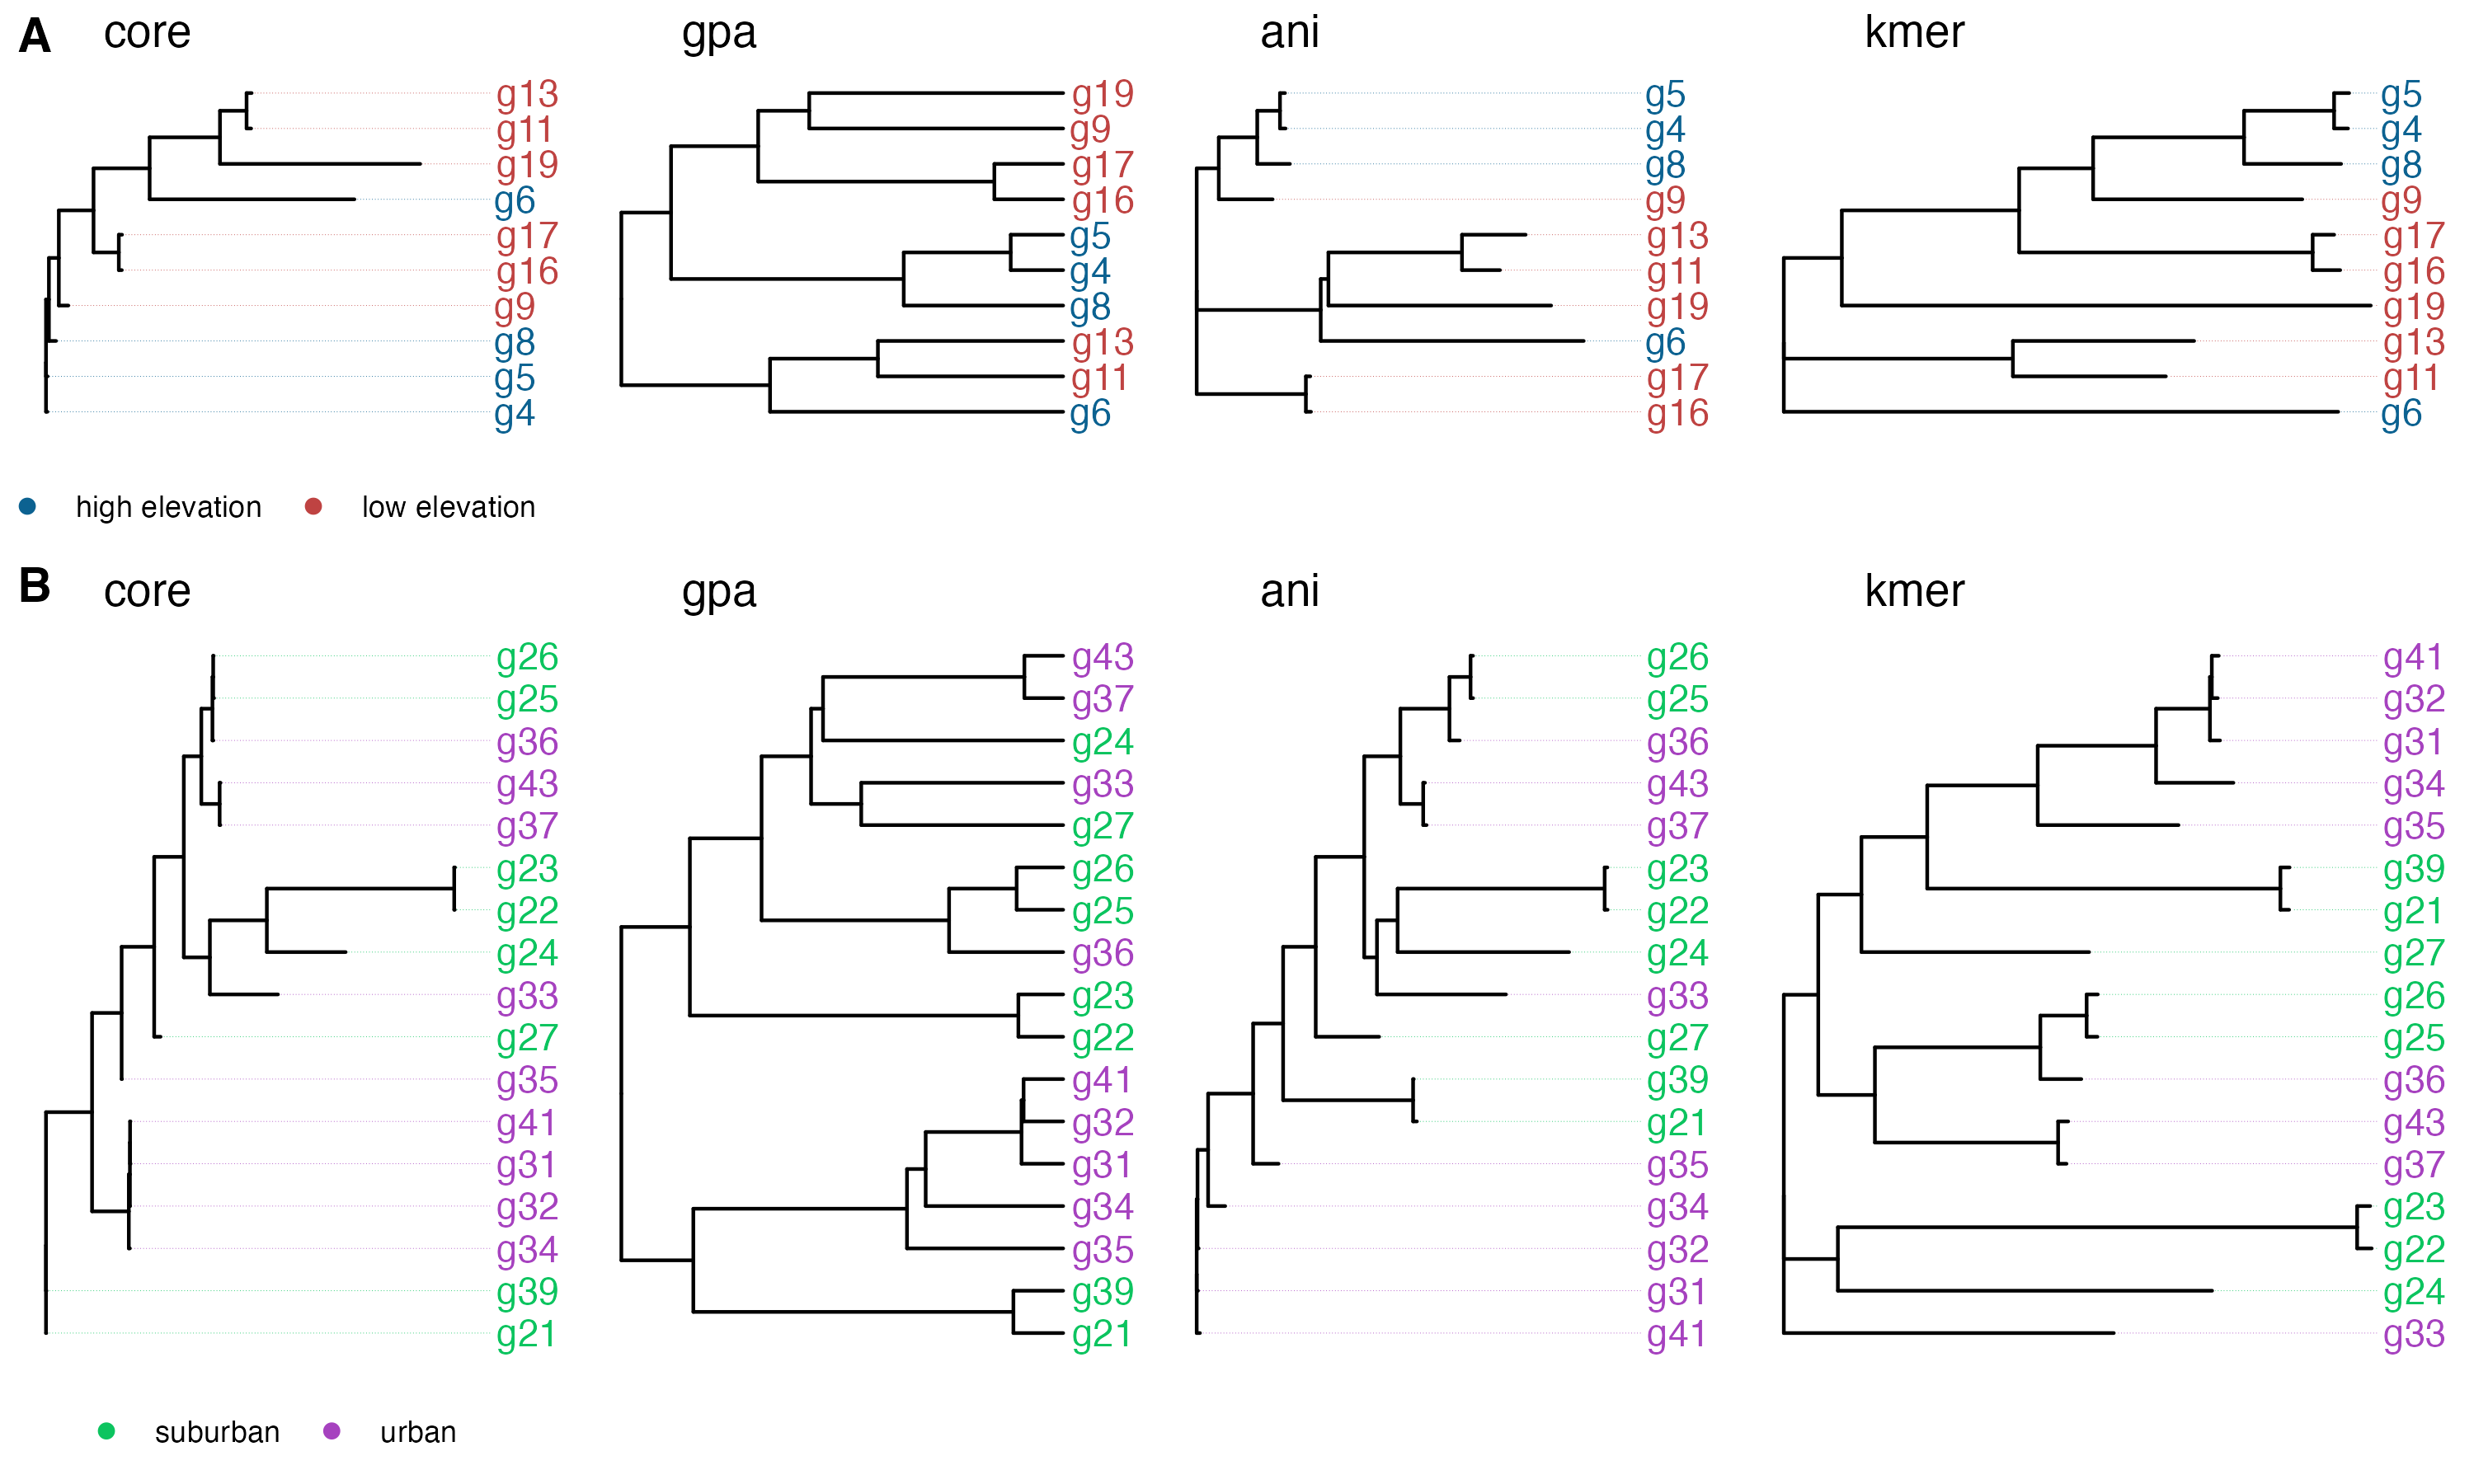 A core gpa ani kmer
g13 g19 g5 g5
g11 g9 g4 g4
g19 g17 g8 g8
g6 g16 g9 g9
g17 g5 g13 g17
g16 g4 g11 g16
g9 g8 g19 g19
g8 g13 g6 g13
g5 g11 g17 g11
g4 g6 g16 g6
high elevation low elevation
B core gpa ani kmer
g26 g43 g26 g41
g25 g37 g25 g32
g36 g24 g36 g31
g43 g33 g43 g34
g37 g27 g37 g35
g23 g26 g23 g39
g22 g25 g22 g21
g24 g36 g24 g27
g33 g23 g33 g26
g27 g22 g27 g25
g35 g41 g39 g36
g41 g32 g21 g43
g31 g31 g35 g37
g32 g34 g34 g23
g34 g35 g32 g22
g39 g39 g31 g24
g21 g21 g41 g33
suburban urban